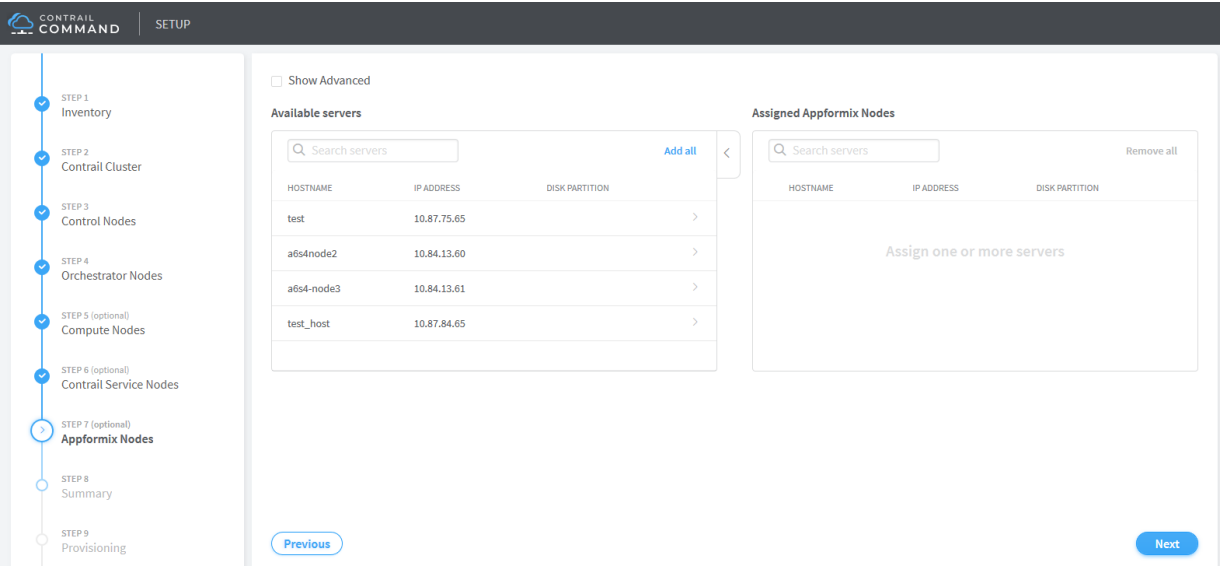 CONTRAIL
COMMAND
SETUP
STEP 1
Inventory
STEP 2
Contrail Cluster
STEP 3
Control Nodes
STEP 4
Orchestrator Nodes
STEP 5 (optional)
Compute Nodes
STEP 6 (optional)
Contrail Service Nodes
STEP 7 (optional)
Appformix Nodes
STEP 8
Summary
STEP 9
Provisioning
Show Advanced
Available servers
Search servers
Add all
HOSTNAME IP ADDRESS DISK PARTITION
test 10.87.75.65
a6s4node2 10.84.13.60
a6s4-node3 10.84.13.61
test_host 10.87.84.65
Assigned Appformix Nodes
Search servers
Remove all
HOSTNAME IP ADDRESS DISK PARTITION
Assign one or more servers
Previous
Next